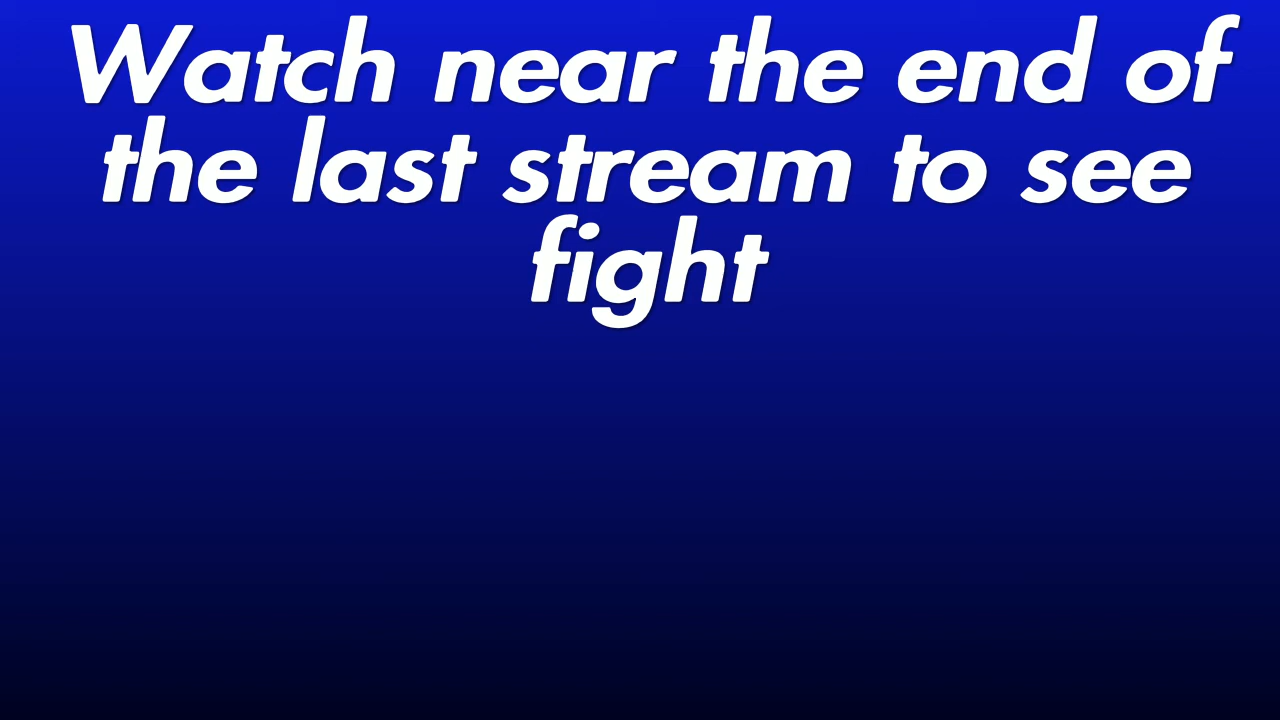 Watch near the end of
the last stream to see
fight